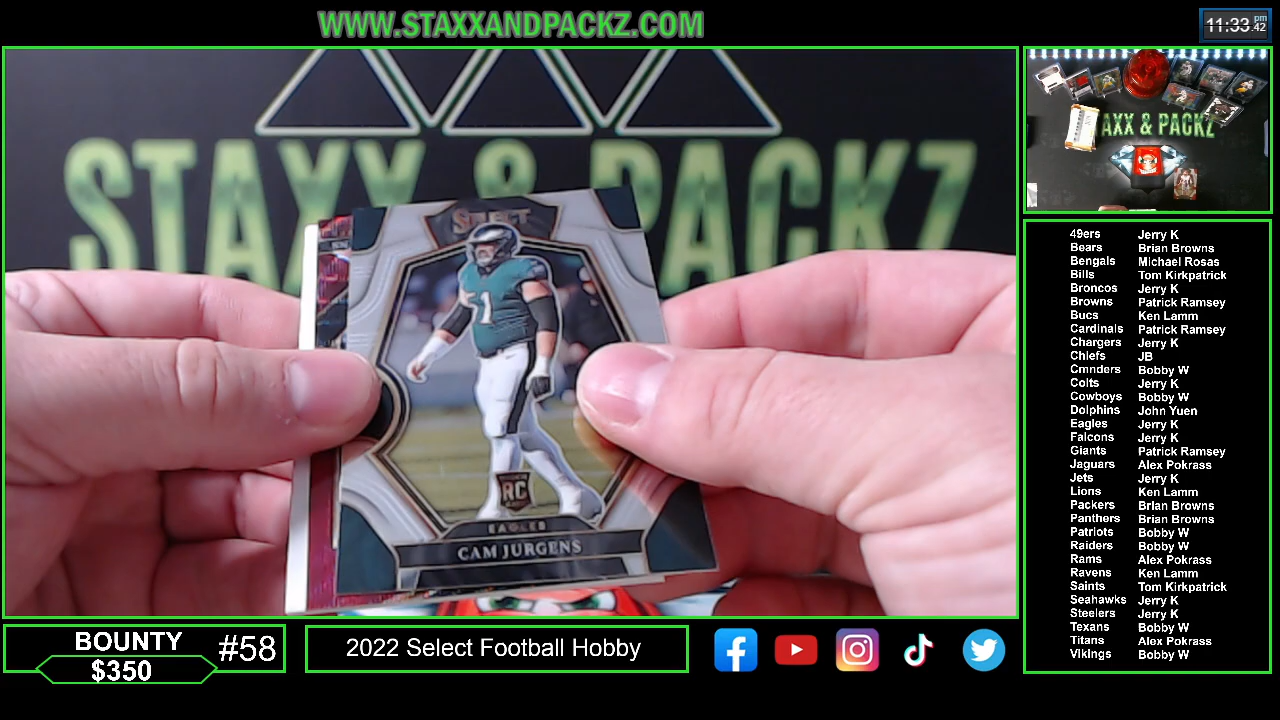 WWW.STAXXANDPACKZ.COM
11:33 pm .42
STAXX & PACKZ
SELECT
71
RC
EAGLES
CAM JURGENS
AXX & PACKZ
49ers Jerry K
Bears Brian Browns
Bengals Michael Rosas
Bills Tom Kirkpatrick
Broncos Jerry K
Browns Patrick Ramsey
Bucs Ken Lamm
Cardinals Patrick Ramsey
Chargers Jerry K
Chiefs JB
Cmnders Bobby W
Colts Jerry K
Cowboys Bobby W
Dolphins John Yuen
Eagles Jerry K
Falcons Jerry K
Giants Patrick Ramsey
Jaguars Alex Pokrass
Jets Jerry K
Lions Ken Lamm
Packers Brian Browns
Panthers Brian Browns
Patriots Bobby W
Raiders Bobby W
Rams Alex Pokrass
Ravens Ken Lamm
Saints Tom Kirkpatrick
Seahawks Jerry K
Steelers Jerry K
Texans Bobby W
Titans Alex Pokrass
Vikings Bobby W
BOUNTY
$350
#58
2022 Select Football Hobby